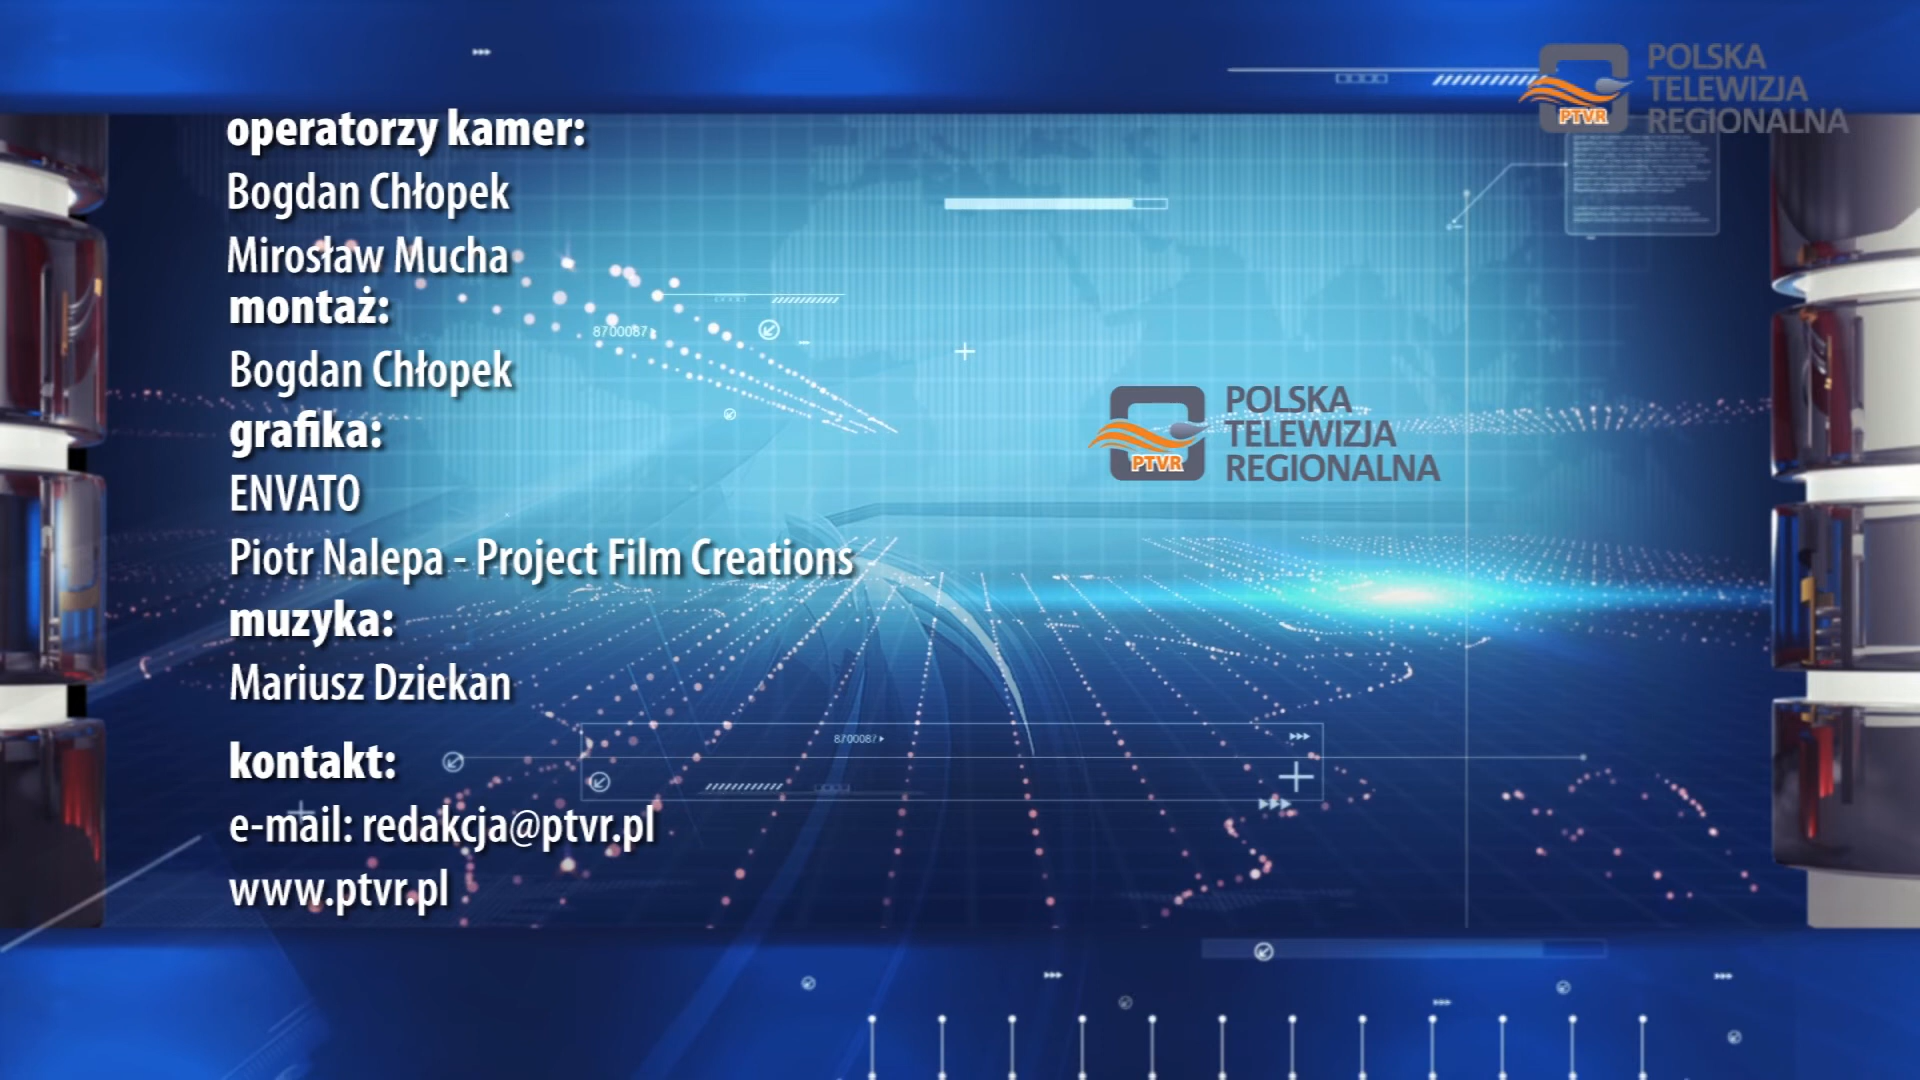 POLSKA
TELEWIZJA
REGIONALNA
PTVR
operatorzy kamer:
Bogdan Chłopek
Mirosław Mucha
montaż:
Bogdan Chłopek
grafika:
ENVATO
Piotr Nalepa - Project Film Creations
muzyka:
Mariusz Dziekan
kontakt:
e-mail: redakcja@ptvr.pl
www.ptvr.pl
POLSKA
TELEWIZJA
REGIONALNA
PTVR
8700087
8700087